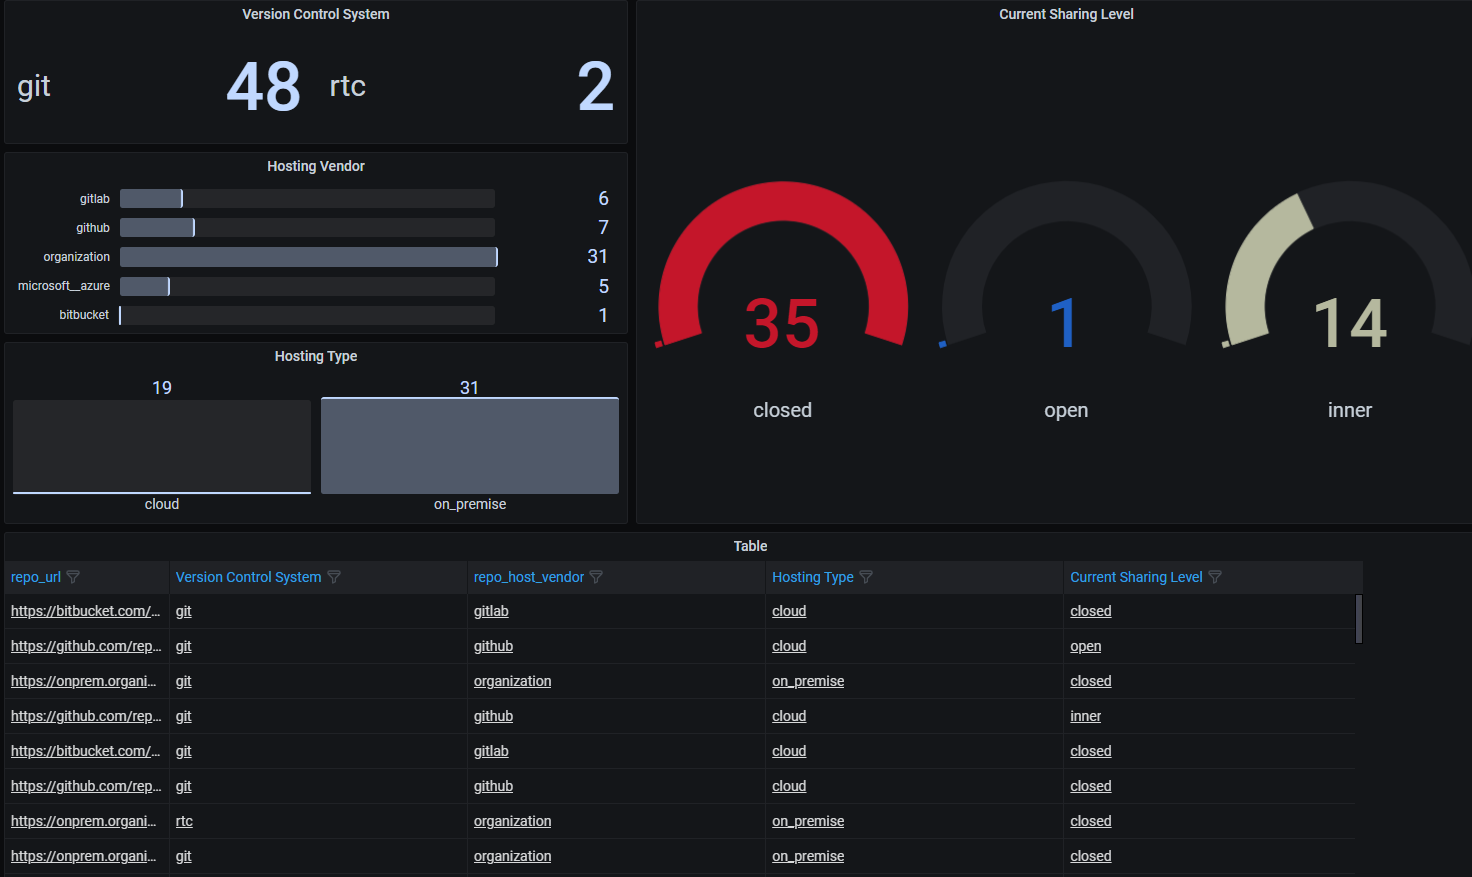 Version Control System
git 48 rtc 2
Hosting Vendor
gitlab 6
github 7
organization 31
microsoft__azure 5
bitbucket 1
Hosting Type
19 31
cloud on_premise
Current Sharing Level
35 1 14
closed open inner
Table
repo_url Version Control System repo_host_vendor Hosting Type Current Sharing Level
https://bitbucket.com/... git gitlab cloud closed
https://github.com/rep... git github cloud open
https://onprem.organi... git organization on_premise closed
https://github.com/rep... git github cloud inner
https://bitbucket.com/... git gitlab cloud closed
https://github.com/rep... git github cloud closed
https://onprem.organi... rtc organization on_premise closed
https://onprem.organi... git organization on_premise closed